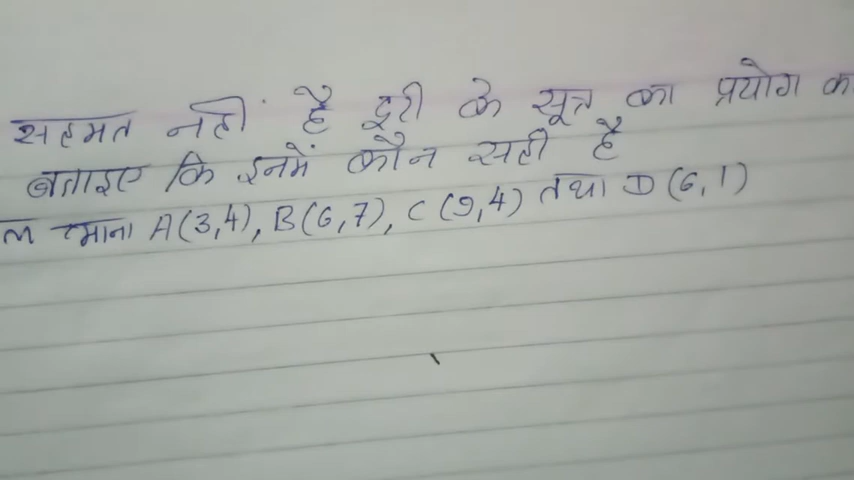 सहमत नहीं है दूरी के सूत्र का प्रयोग
बताइए कि इनमें कौन सही है
माना A(3,4), B(6,7), C(9,4) तथा D(6,1)